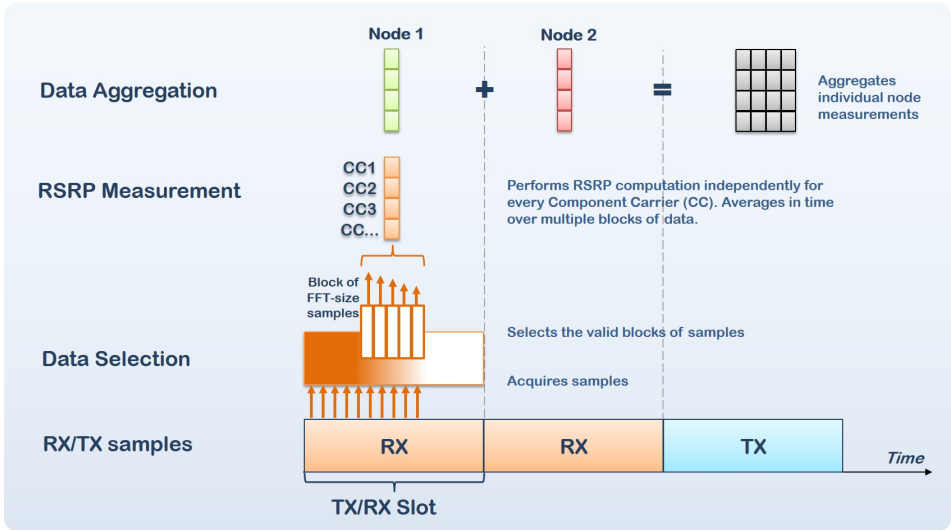 Node 1
Node 2
Data Aggregation
+
=
Aggregates
individual node
measurements
RSRP Measurement
CC1
CC2
CC3
CC...
Performs RSRP computation independently for
every Component Carrier (CC). Averages in time
over multiple blocks of data.
Block of
FFT-size
samples
Data Selection
Selects the valid blocks of samples
Acquires samples
RX/TX samples
RX
RX
TX
Time
TX/RX Slot